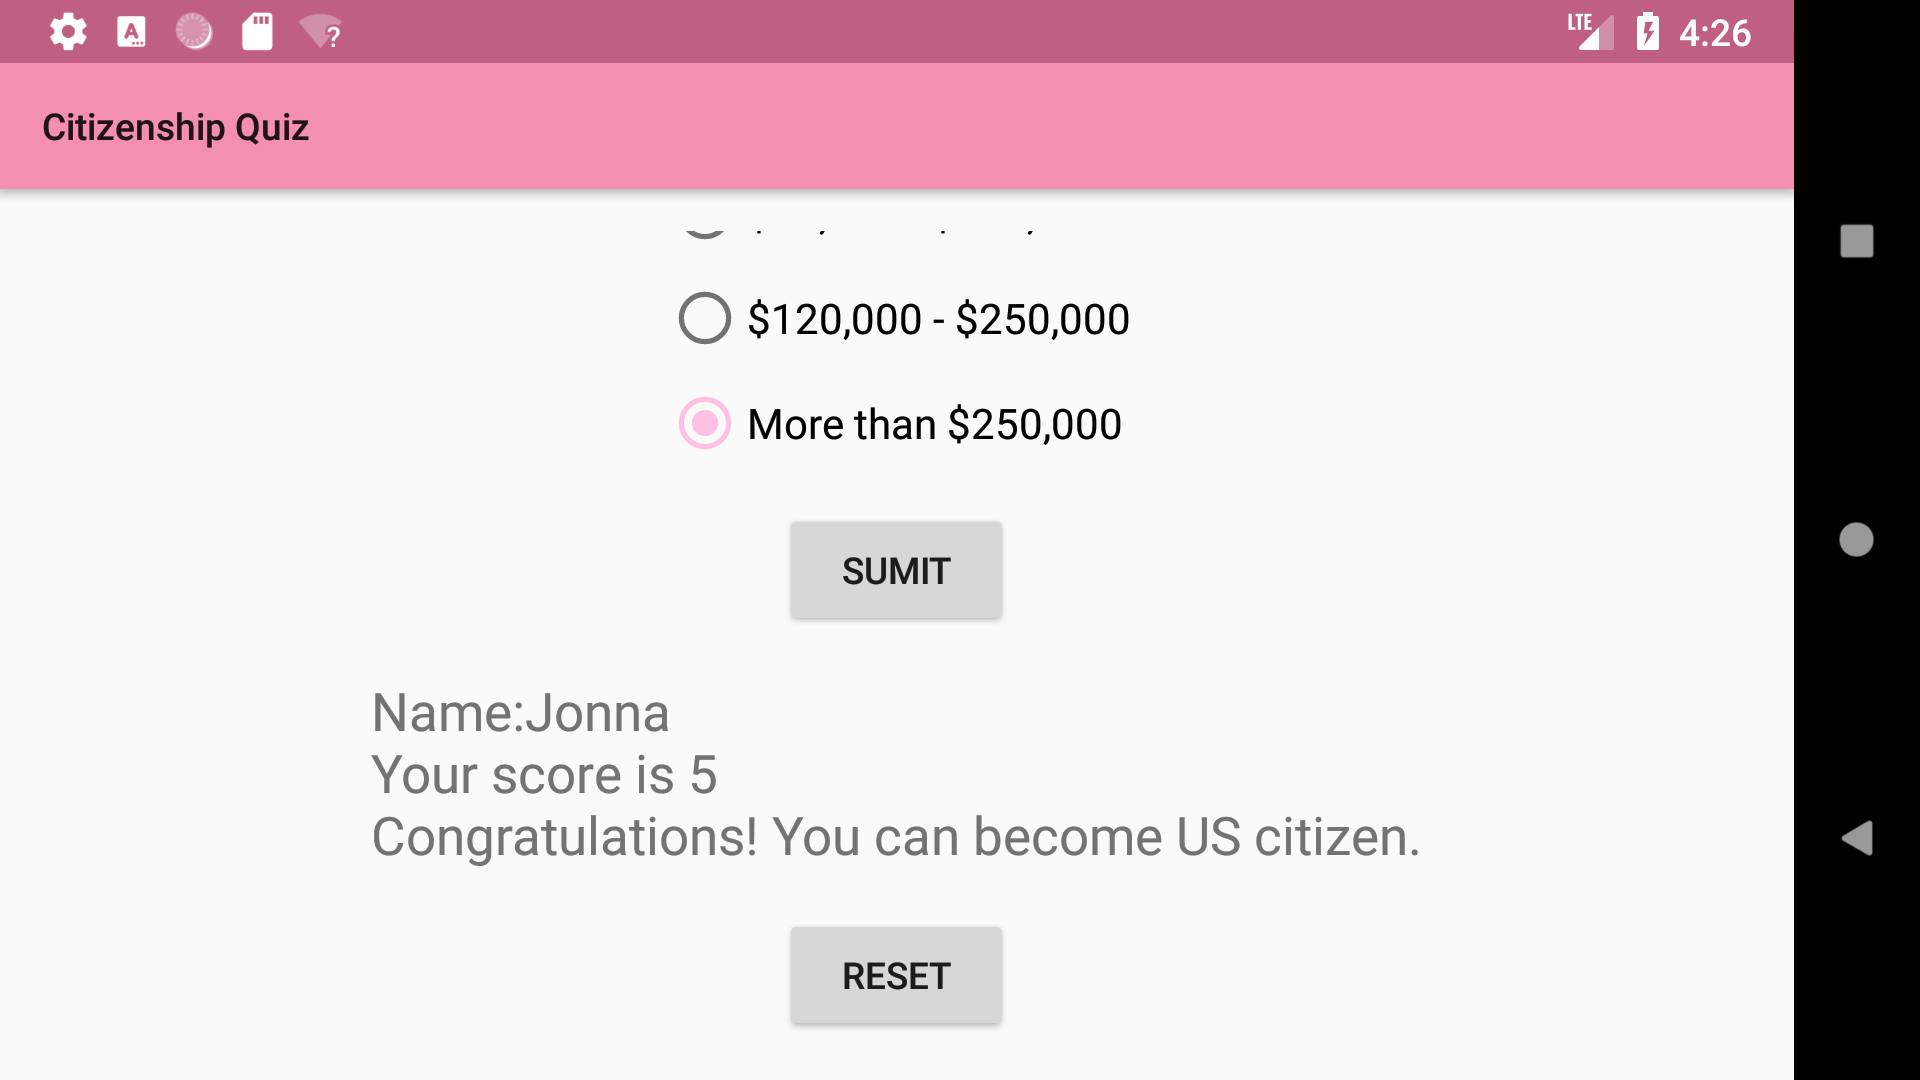 LTE 4:26
Citizenship Quiz
$120,000 - $250,000
More than $250,000
SUMIT
Name:Jonna
Your score is 5
Congratulations! You can become US citizen.
RESET